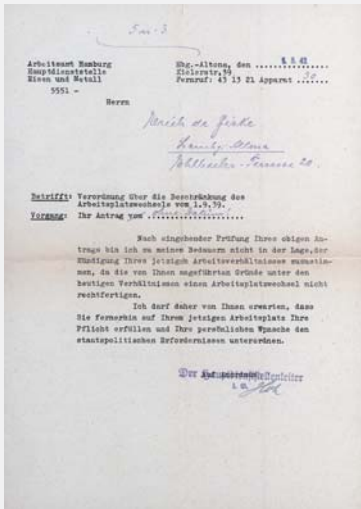 Arbeitsamt Hamburg
Hauptdienststelle
Eisen und Metall
5551 -
Hbg.-Altona, den
Kielerstr.39
Fernruf: 43 13 21 Apparat 30
Herrn
Betrifft: Verordnung über die Beschränkung des
Arbeitsplatzwechsels vom 1.9.39.
Vorgang: Ihr Antrag vom
Nach eingehender Prüfung Ihres obigen An-
trags bin ich zu meinem Bedauern nicht in der Lage, der
Kündigung Ihres jetzigen Arbeitsverhältnisses zuzustim-
men, da die von Ihnen angeführten Gründe unter den
heutigen Verhältnissen einen Arbeitsplatzwechsel nicht
rechtfertigen.
Ich darf daher von Ihnen erwarten, dass
Sie fernerhin auf Ihrem jetzigen Arbeitsplatz Ihre
Pflicht erfüllen und Ihre persönlichen Wünsche den
staatspolitischen Erfordernissen unterordnen.
Der